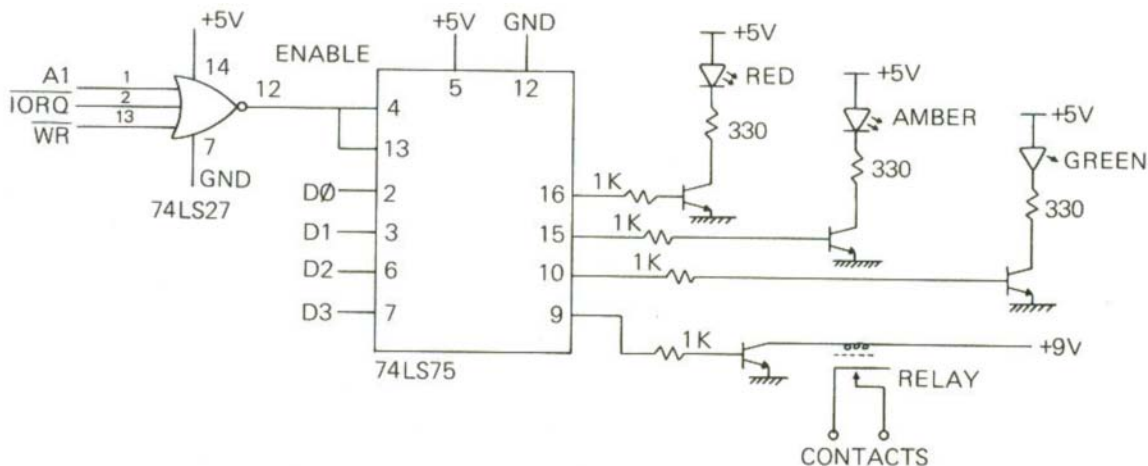 +5V
14
A1
1
IORQ
2
WR
13
12
7
GND
74LS27
ENABLE
+5V
GND
5
12
4
13
DØ
2
D1
3
D2
6
D3
7
16
15
10
9
74LS75
1K
1K
1K
1K
+5V
RED
330
+5V
AMBER
330
+5V
GREEN
330
+9V
RELAY
CONTACTS